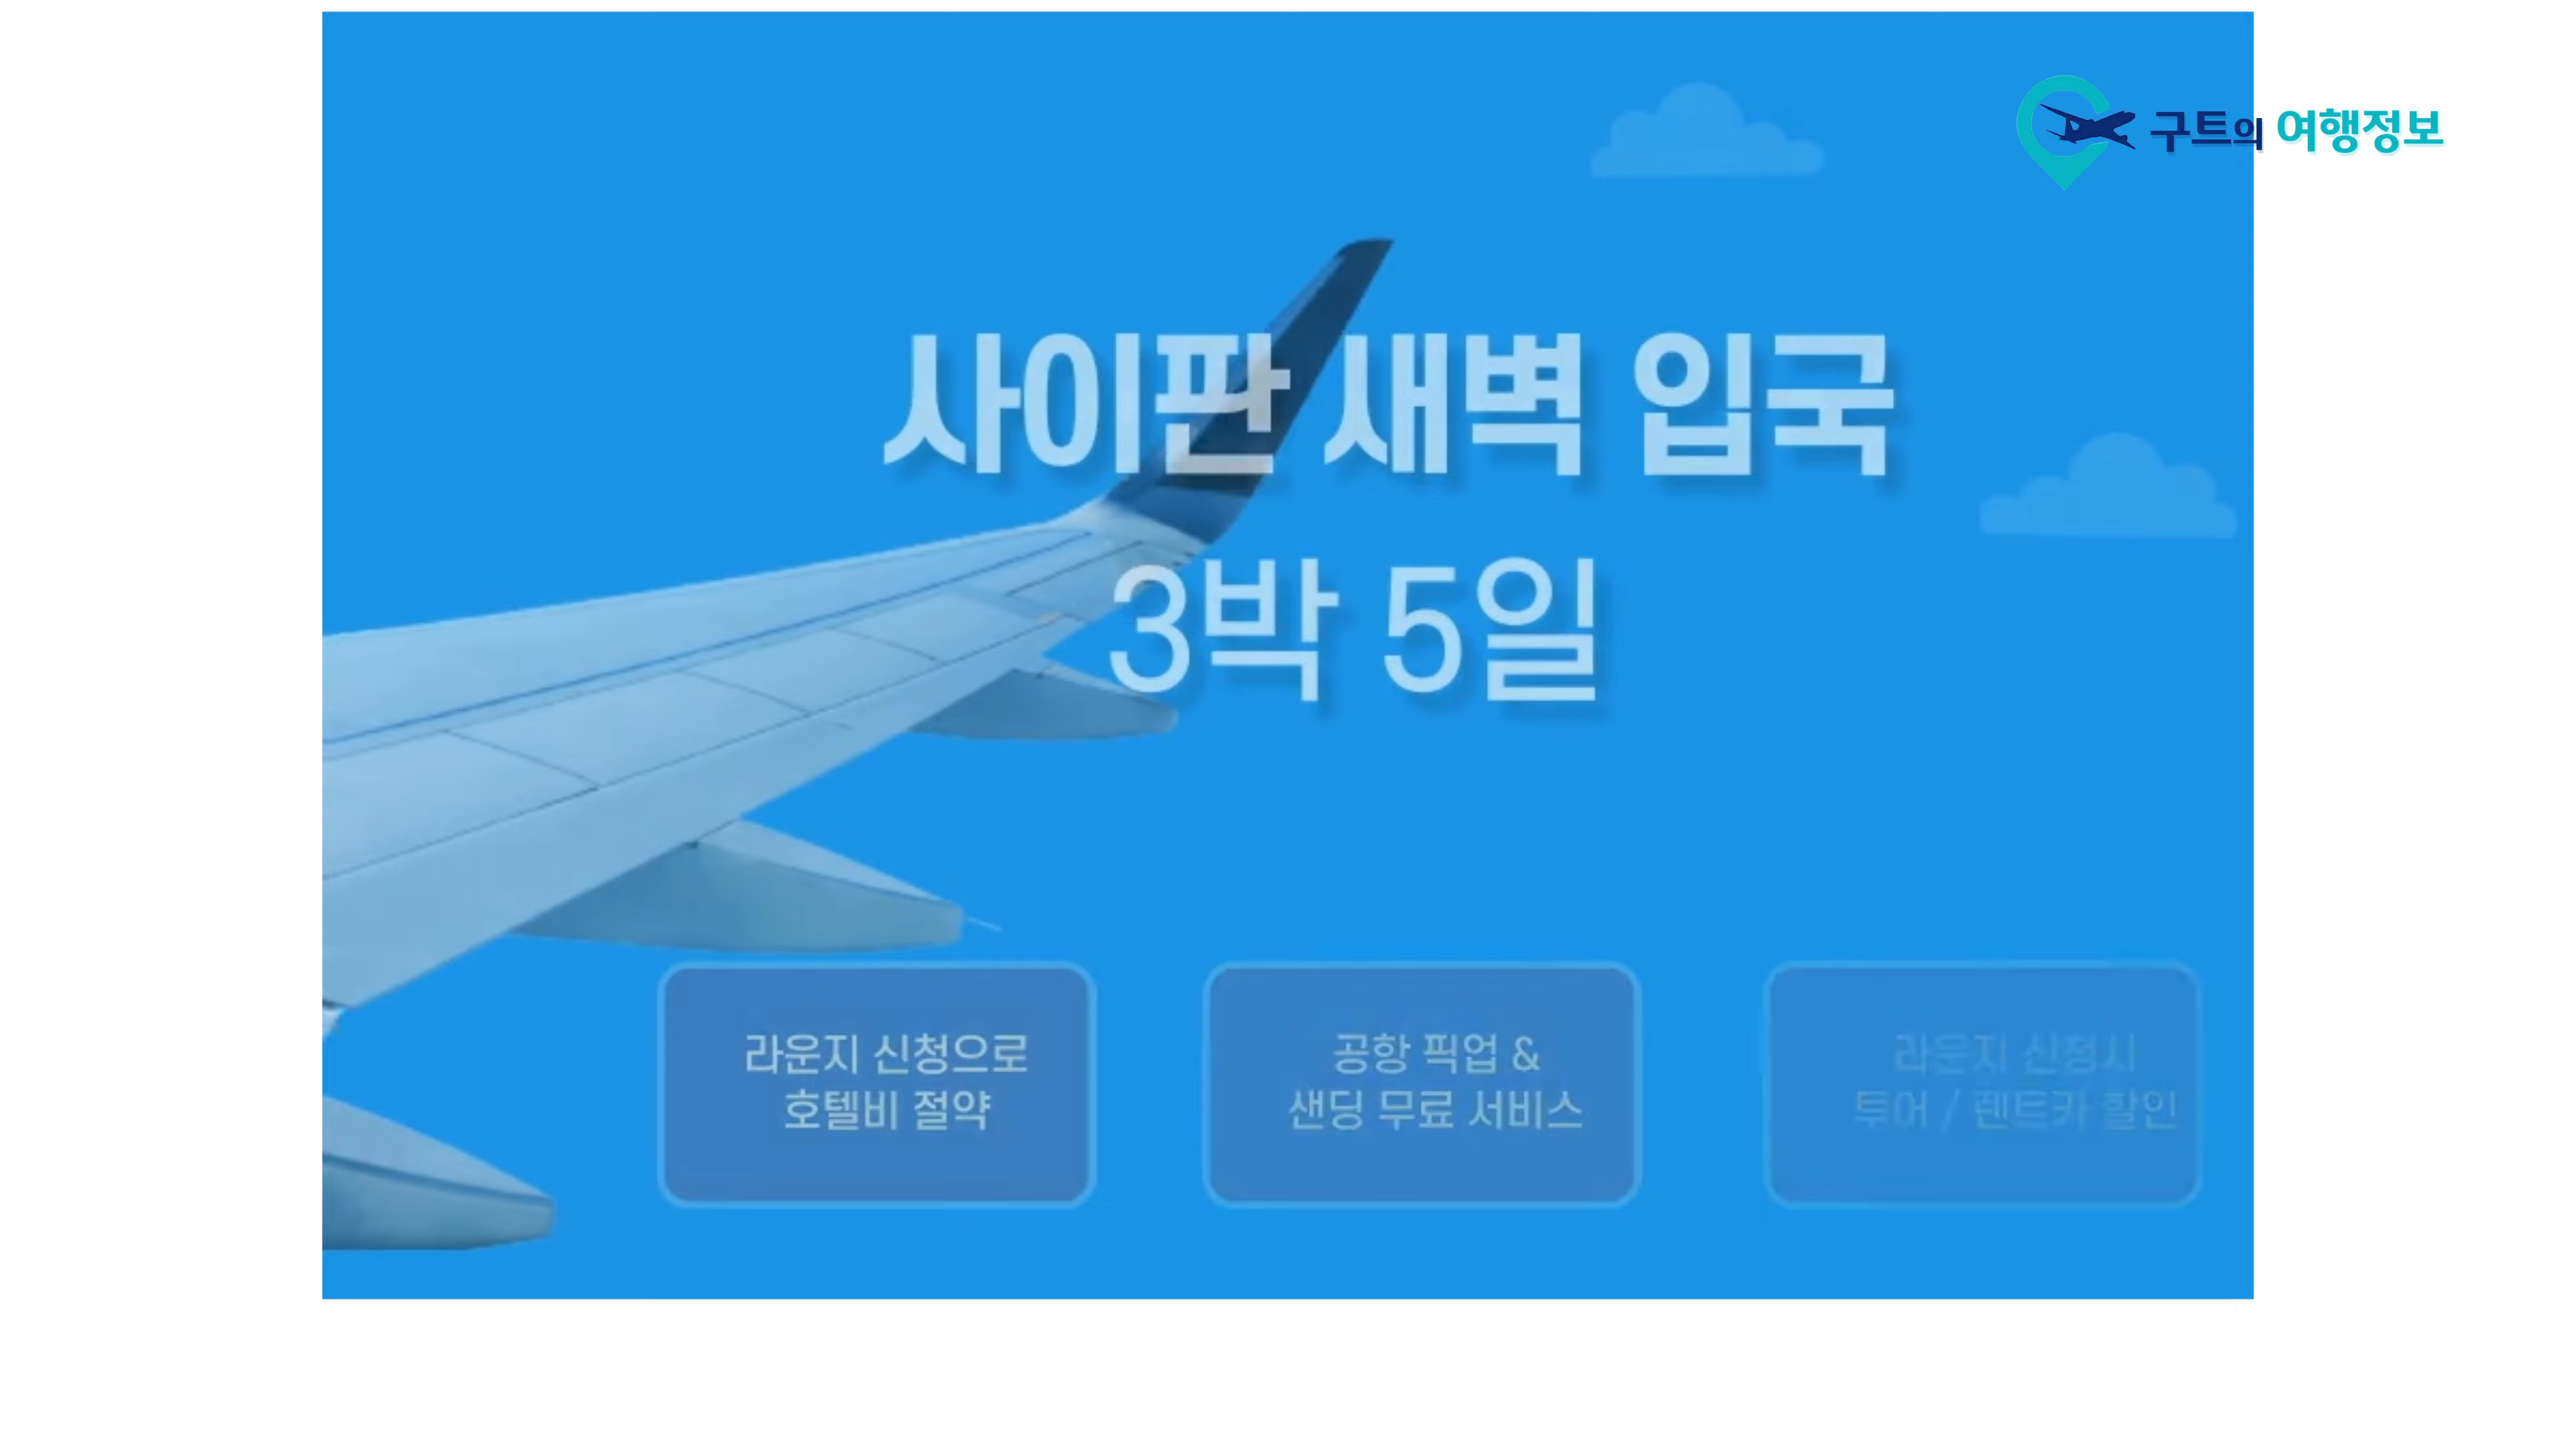 구트의 여행정보
사이판 새벽 입국
3박 5일
라운지 신청으로
호텔비 절약
공항 픽업 &
샌딩 무료 서비스
라운지 신청시
투어 / 렌트카 할인